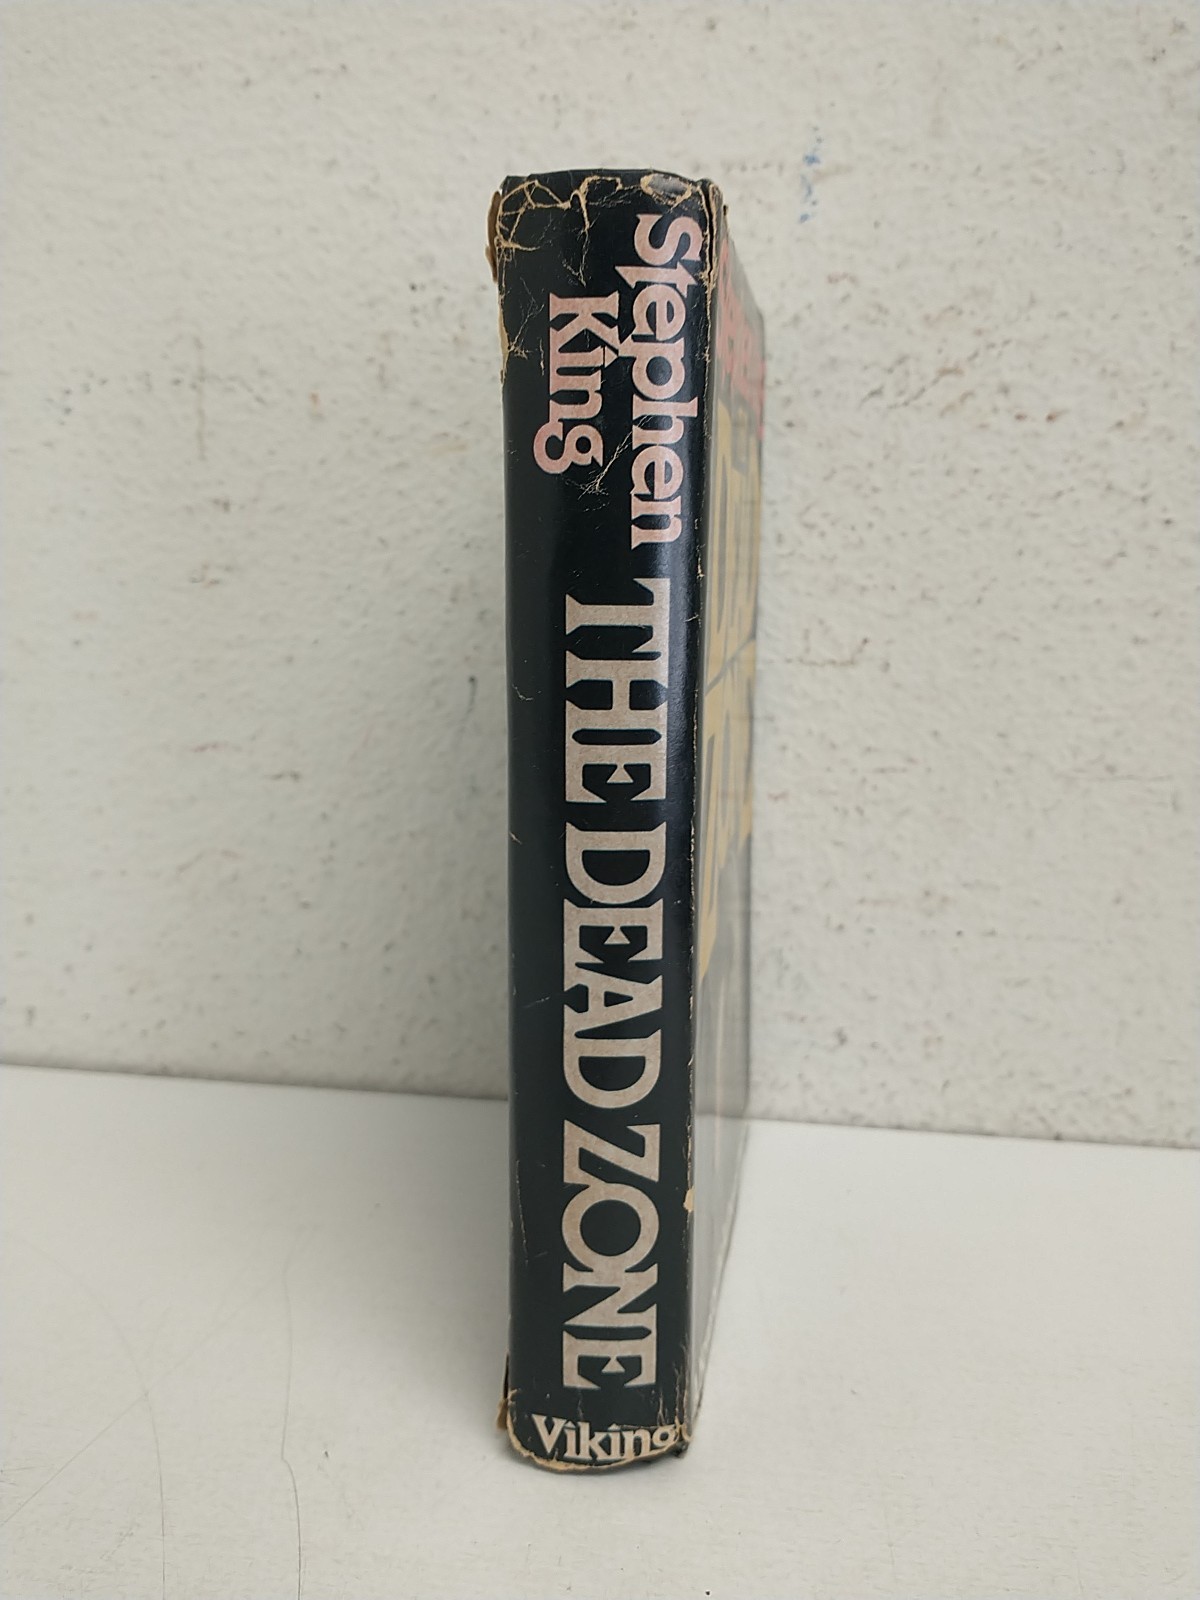 Stephen
King
THE DEAD ZONE
Viking